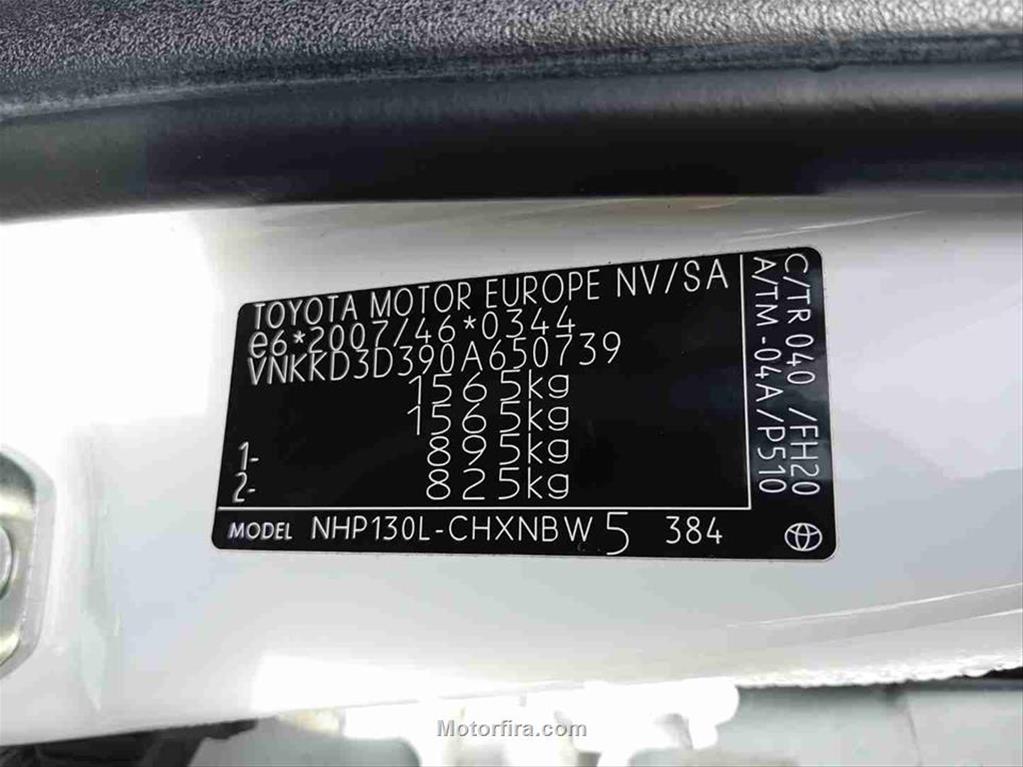 TOYOTA MOTOR EUROPE NV/SA
e6*2007/46*0344
VNKKD3D390A650739
1565kg
1565kg
1- 895kg
2- 825kg
MODEL NHP130L-CHXNBW 5 384
C/TR 040 /FH20
A/TM -04A/P510
Motorfira.com